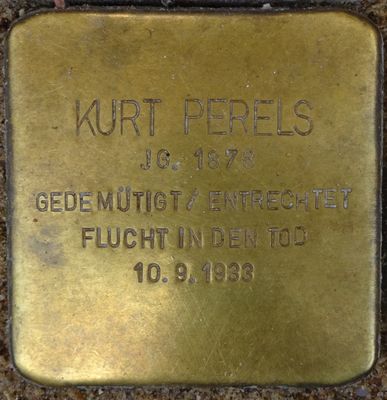 KURT PERELS
JG. 1878
GEDEMÜTIGT / ENTRECHTET
FLUCHT IN DEN TOD
10.9.1933